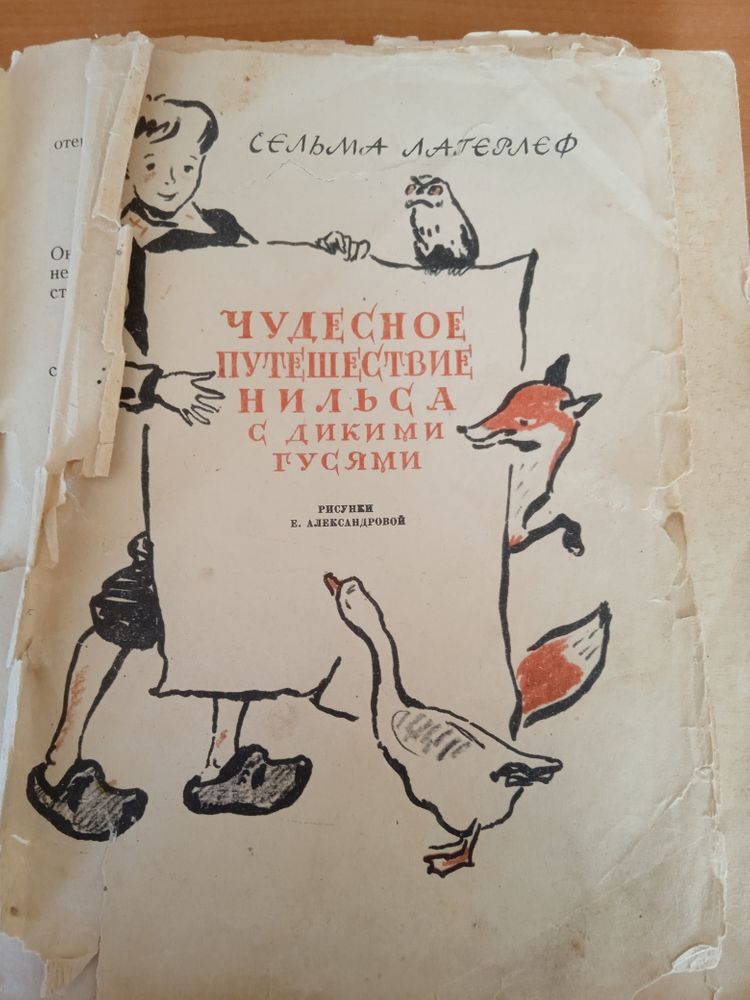 СЕЛЬМА ЛАГЕРЛЕФ
ЧУДЕСНОЕ
ПУТЕШЕСТВИЕ
НИЛЬСА
С ДИКИМИ
ГУСЯМИ
РИСУНКИ
Е. АЛЕКСАНДРОВОЙ